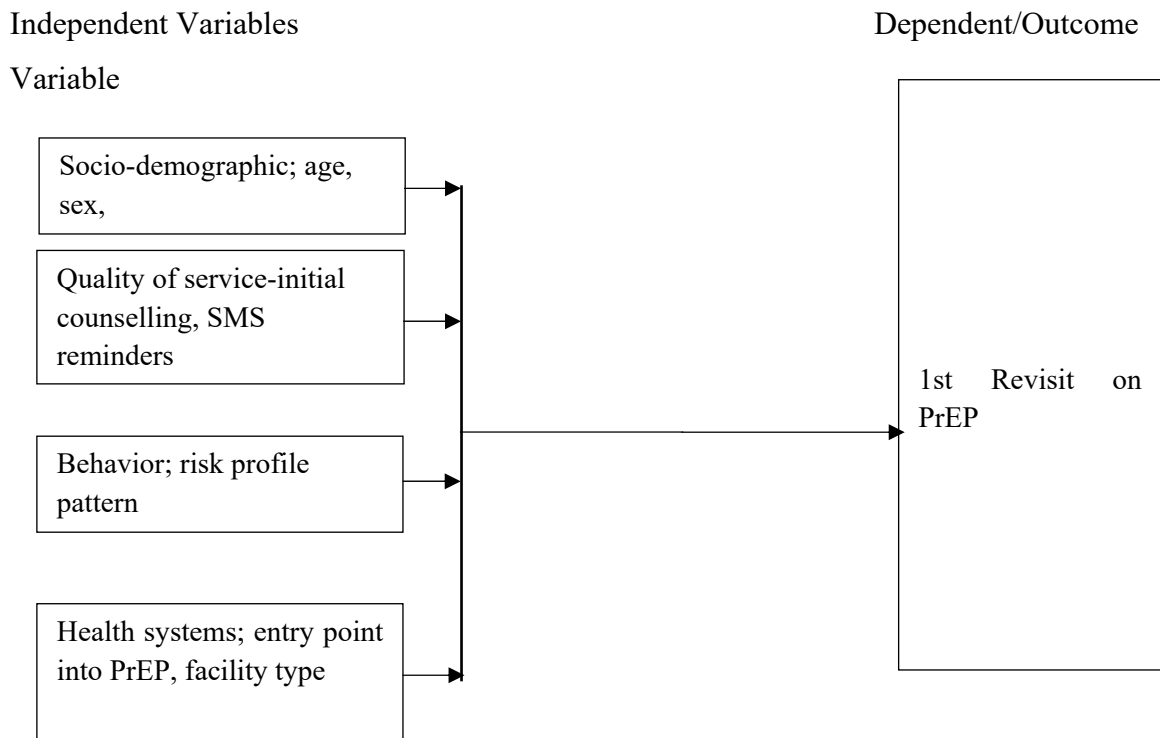 Independent Variables
Dependent/Outcome
Variable
Socio-demographic; age,
sex,
Quality of service-initial
counselling, SMS
reminders
Behavior; risk profile
pattern
Health systems; entry point
into PrEP, facility type
1st Revisit on
PrEP